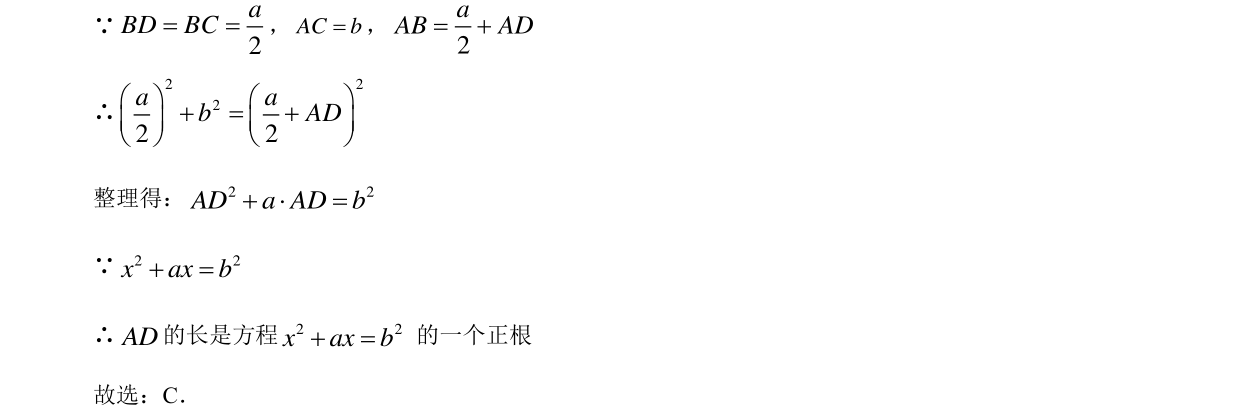 ∵ BD = BC = a/2，AC = b，AB = a/2 + AD
∴ (a/2)² + b² = (a/2 + AD)²
整理得：AD² + a · AD = b²
∵ x² + ax = b²
∴ AD 的长是方程 x² + ax = b² 的一个正根
故选：C．